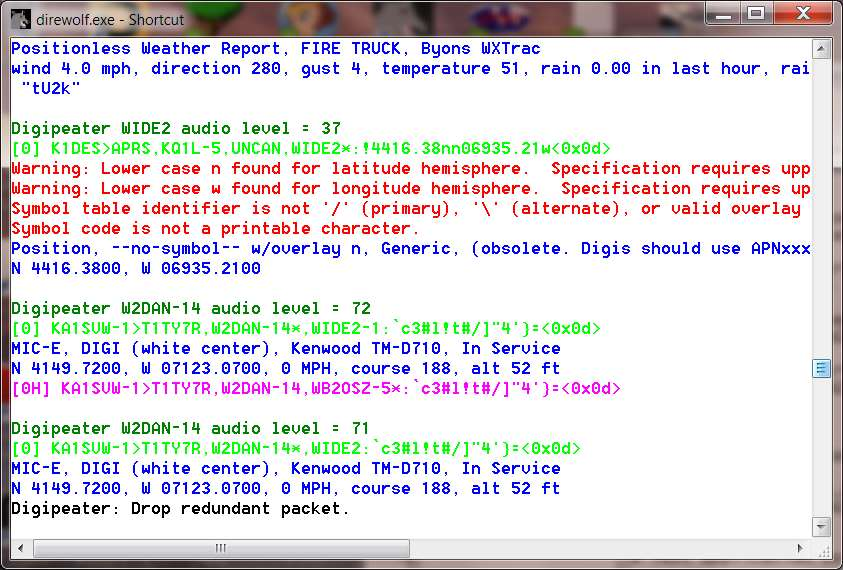 direwolf.exe - Shortcut
Positionless Weather Report, FIRE TRUCK, Byons WXTrac
wind 4.0 mph, direction 280, gust 4, temperature 51, rain 0.00 in last hour, rai
"tU2k"
Digipeater WIDE2 audio level = 37
[0] K1DES>APRS,KQ1L-5,UNCAN,WIDE2*:!4416.38nn06935.21w<0x0d>
Warning: Lower case n found for latitude hemisphere.  Specification requires upp
Warning: Lower case w found for longitude hemisphere.  Specification requires up
Symbol table identifier is not '/' (primary), '\' (alternate), or valid overlay
Symbol code is not a printable character.
Position, --no-symbol-- w/overlay n, Generic, (obsolete. Digis should use APNxxx
N 4416.3800, W 06935.2100
Digipeater W2DAN-14 audio level = 72
[0] KA1SVW-1>T1TY7R,W2DAN-14*,WIDE2-1:`c3#l!t#/]"4'}=<0x0d>
MIC-E, DIGI (white center), Kenwood TM-D710, In Service
N 4149.7200, W 07123.0700, 0 MPH, course 188, alt 52 ft
[0H] KA1SVW-1>T1TY7R,W2DAN-14,WB2OSZ-5*:`c3#l!t#/]"4'}=<0x0d>
Digipeater W2DAN-14 audio level = 71
[0] KA1SVW-1>T1TY7R,W2DAN-14*,WIDE2:`c3#l!t#/]"4'}=<0x0d>
MIC-E, DIGI (white center), Kenwood TM-D710, In Service
N 4149.7200, W 07123.0700, 0 MPH, course 188, alt 52 ft
Digipeater: Drop redundant packet.